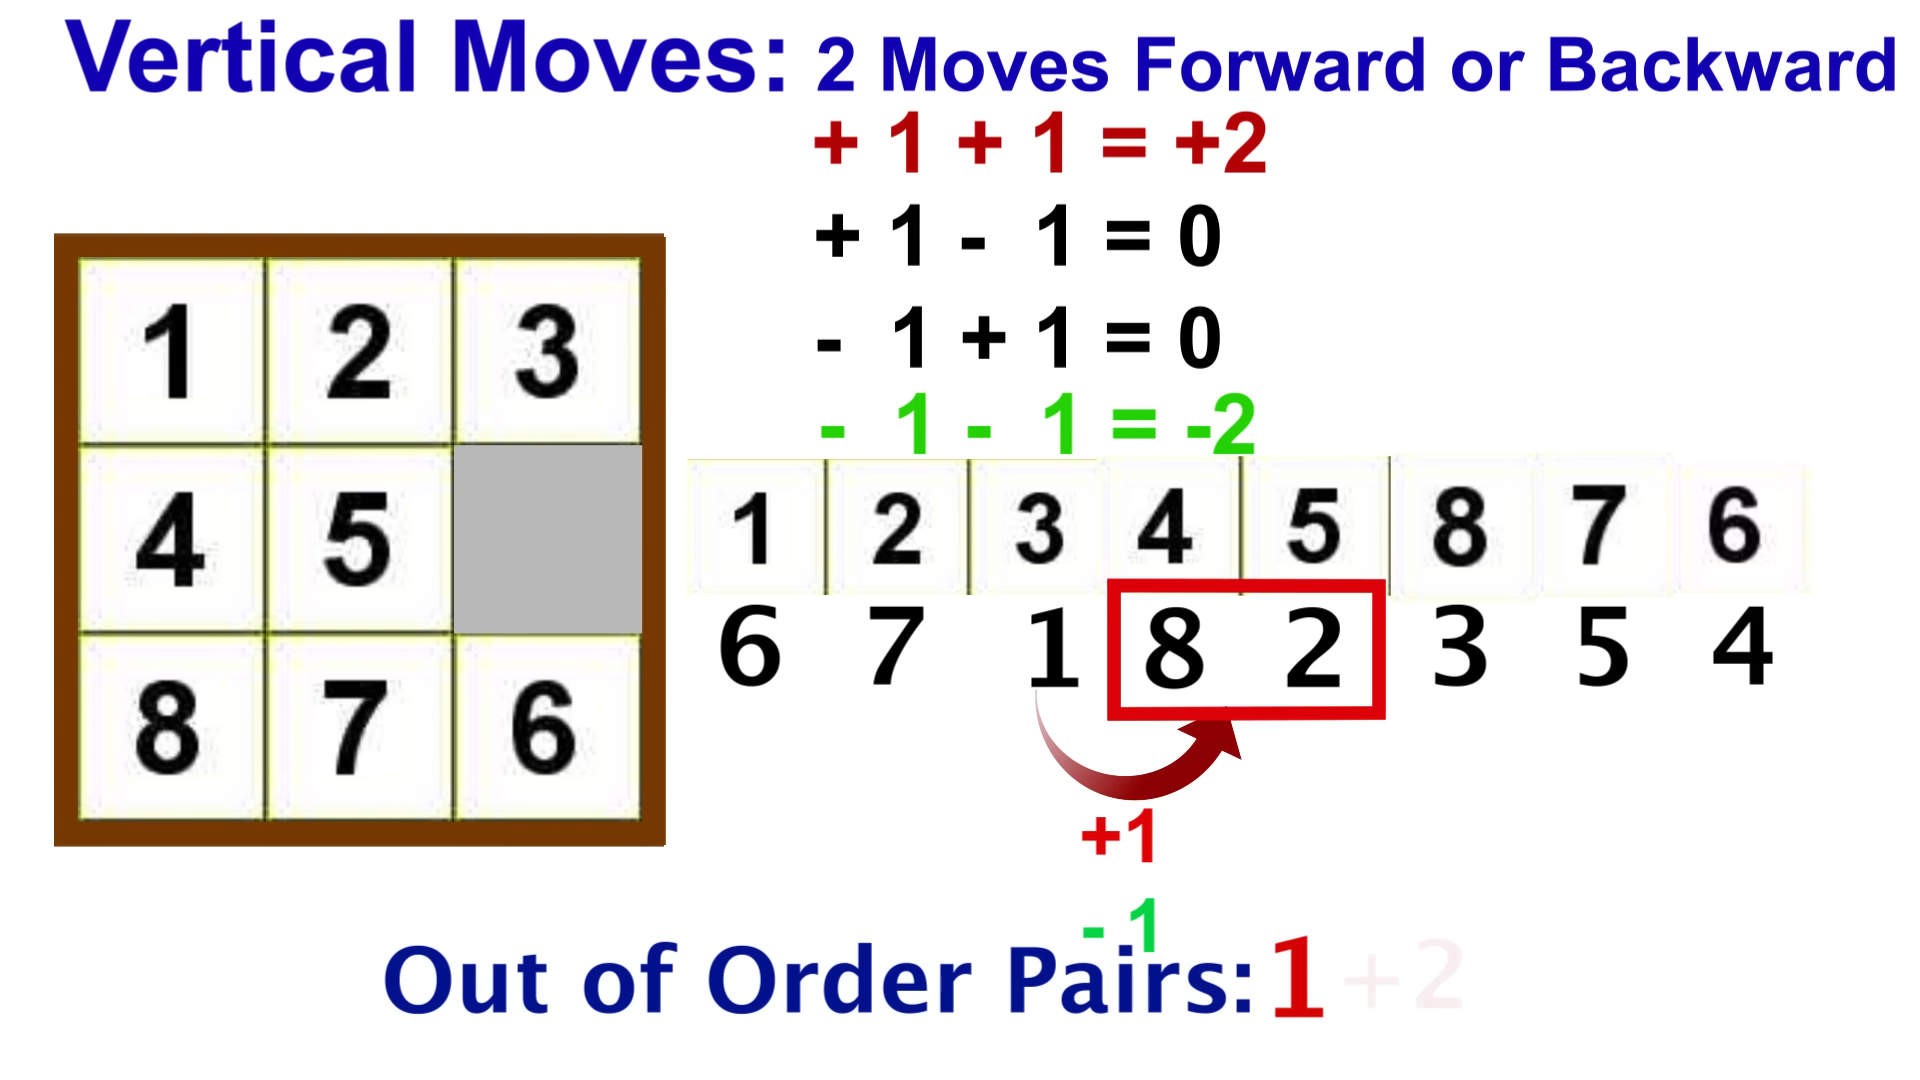 Vertical Moves: 2 Moves Forward or Backward
+ 1 + 1 = +2
+ 1 - 1 = 0
- 1 + 1 = 0
- 1 - 1 = -2
1 2 3
4 5
8 7 6
1 2 3 4 5 8 7 6
6 7 1 8 2 3 5 4
+1
- 1
Out of Order Pairs: 1 +2